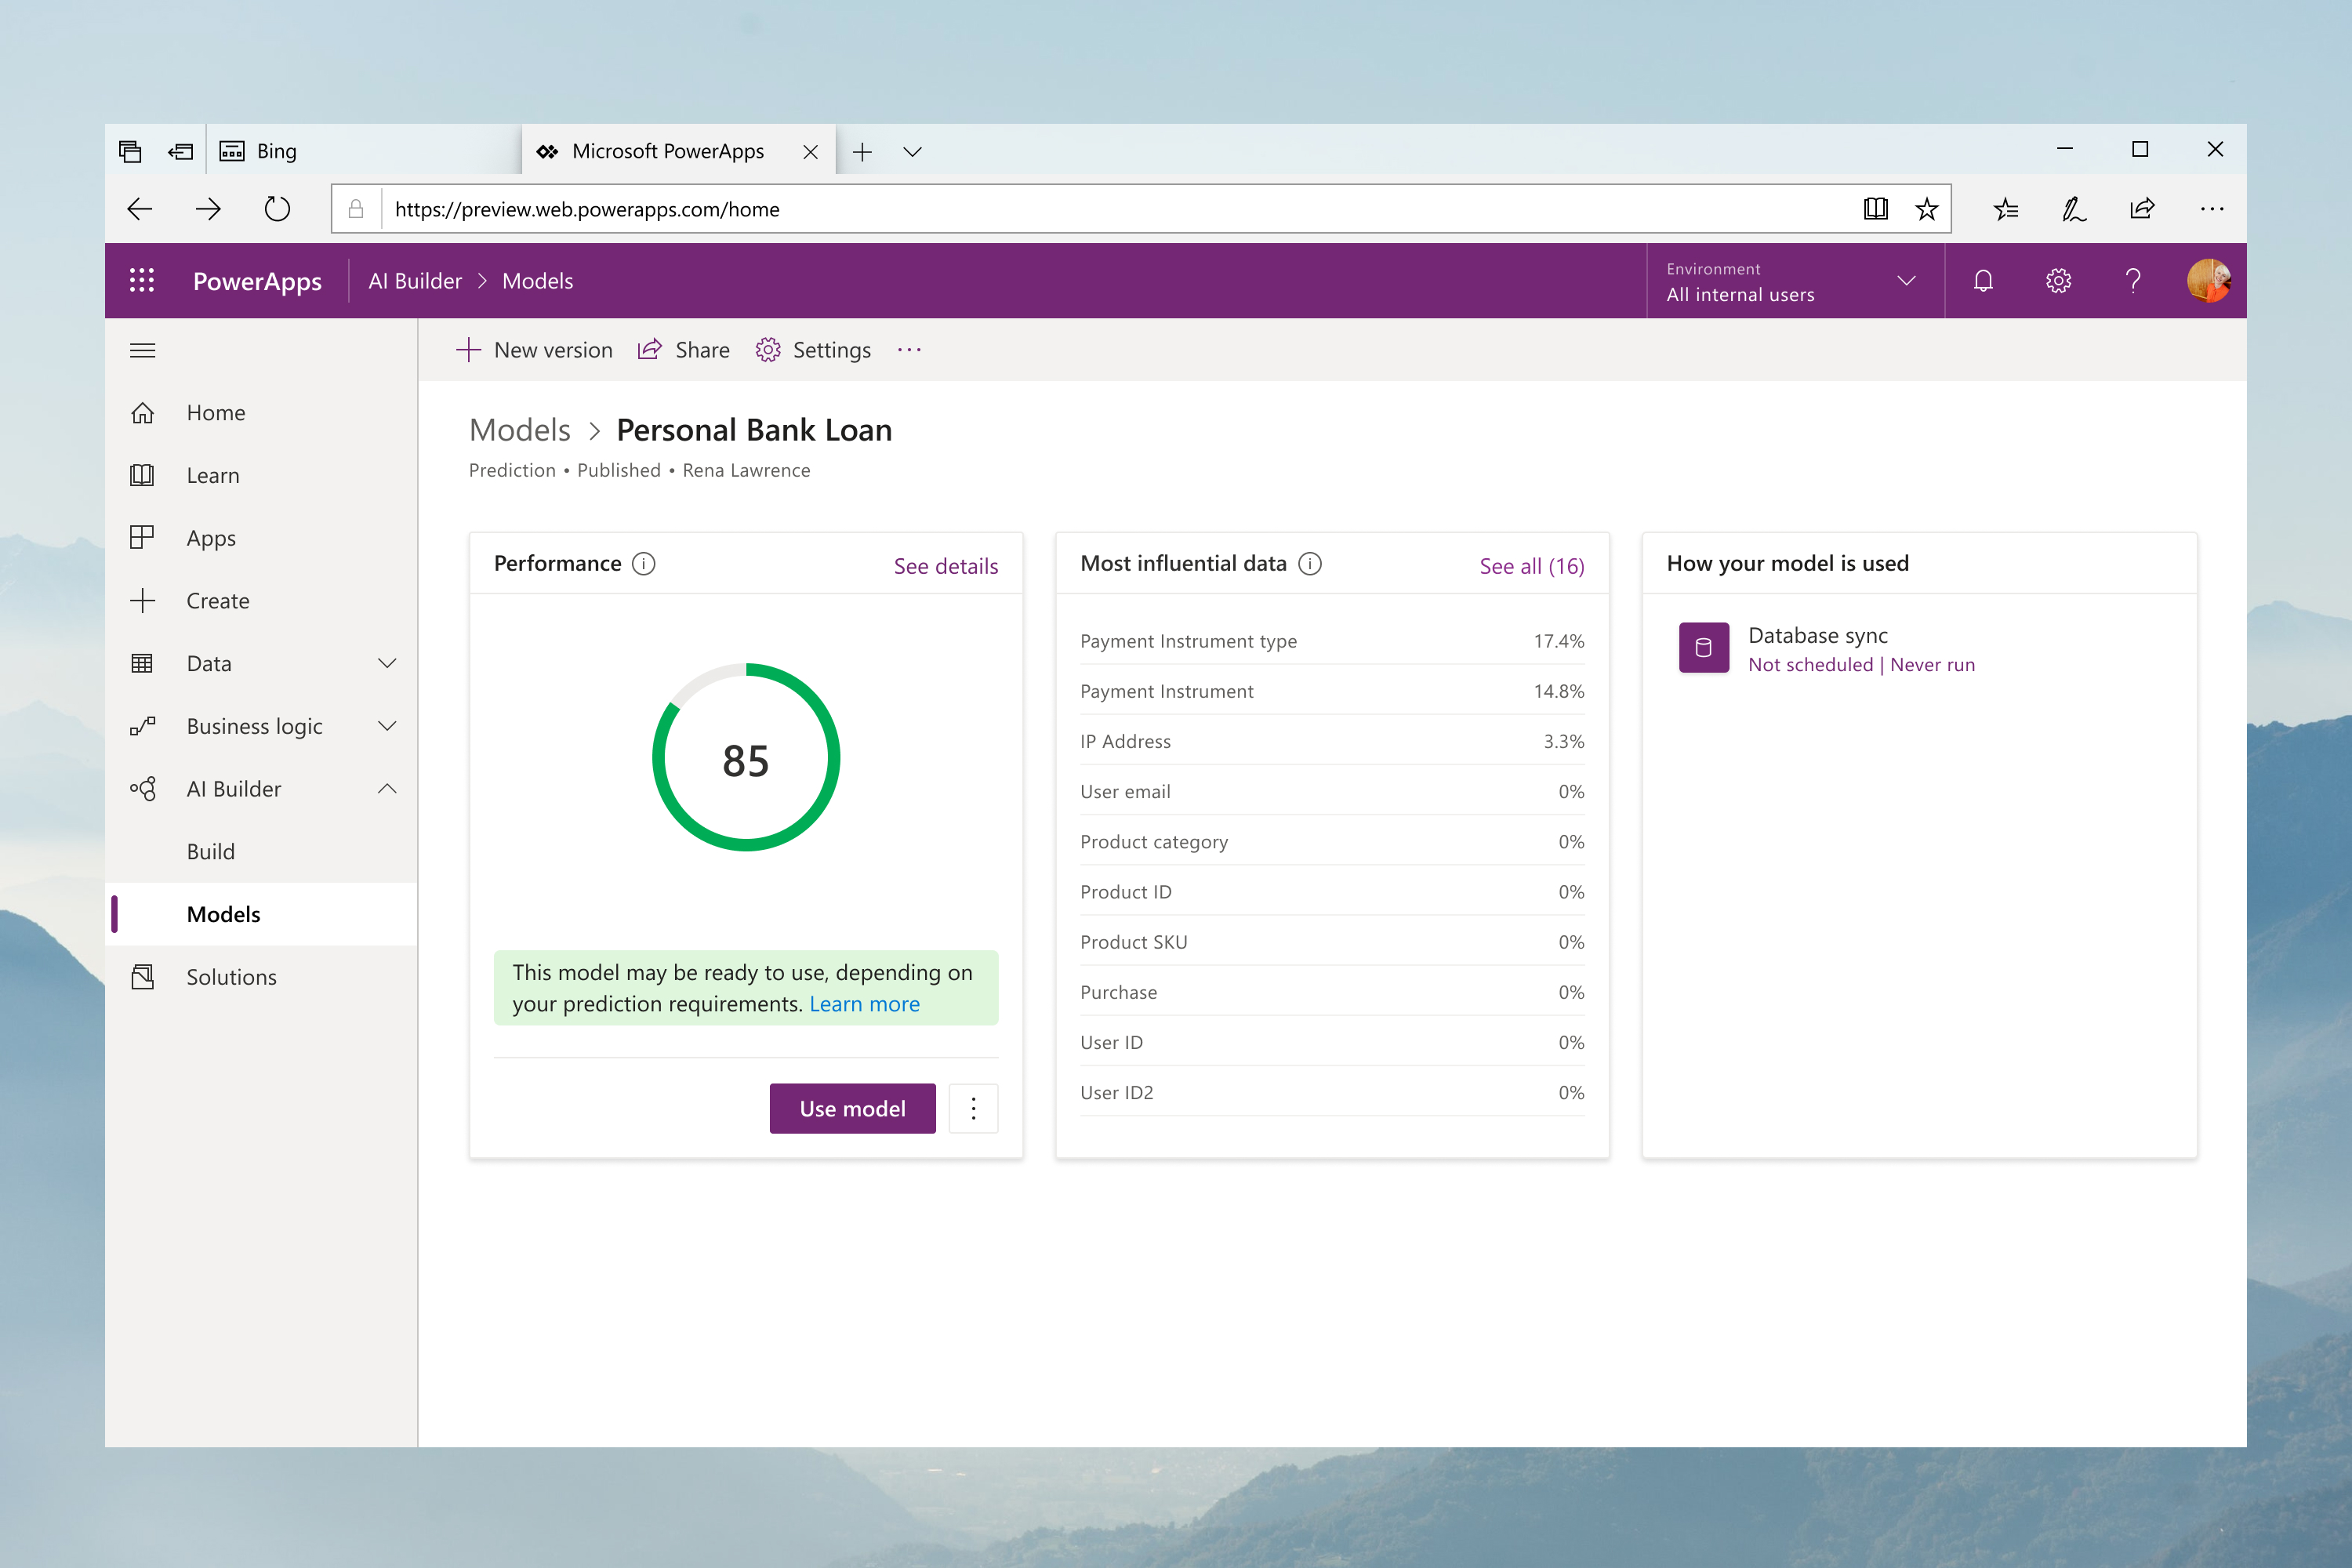 Bing
Microsoft PowerApps
https://preview.web.powerapps.com/home
PowerApps
AI Builder > Models
Environment
All internal users
New version
Share
Settings
Home
Learn
Apps
Create
Data
Business logic
AI Builder
Build
Models
Solutions
Models > Personal Bank Loan
Prediction • Published • Rena Lawrence
Performance
See details
85
This model may be ready to use, depending on
your prediction requirements. Learn more
Use model
Most influential data
See all (16)
Payment Instrument type 17.4%
Payment Instrument 14.8%
IP Address 3.3%
User email 0%
Product category 0%
Product ID 0%
Product SKU 0%
Purchase 0%
User ID 0%
User ID2 0%
How your model is used
Database sync
Not scheduled | Never run